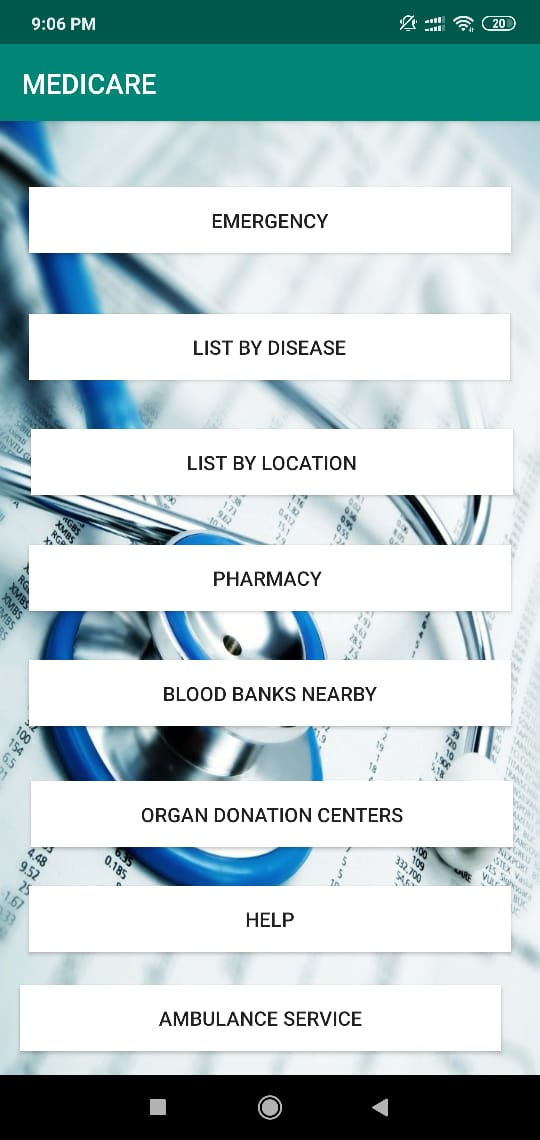 9:06 PM
20
MEDICARE
EMERGENCY
LIST BY DISEASE
LIST BY LOCATION
PHARMACY
BLOOD BANKS NEARBY
ORGAN DONATION CENTERS
HELP
AMBULANCE SERVICE